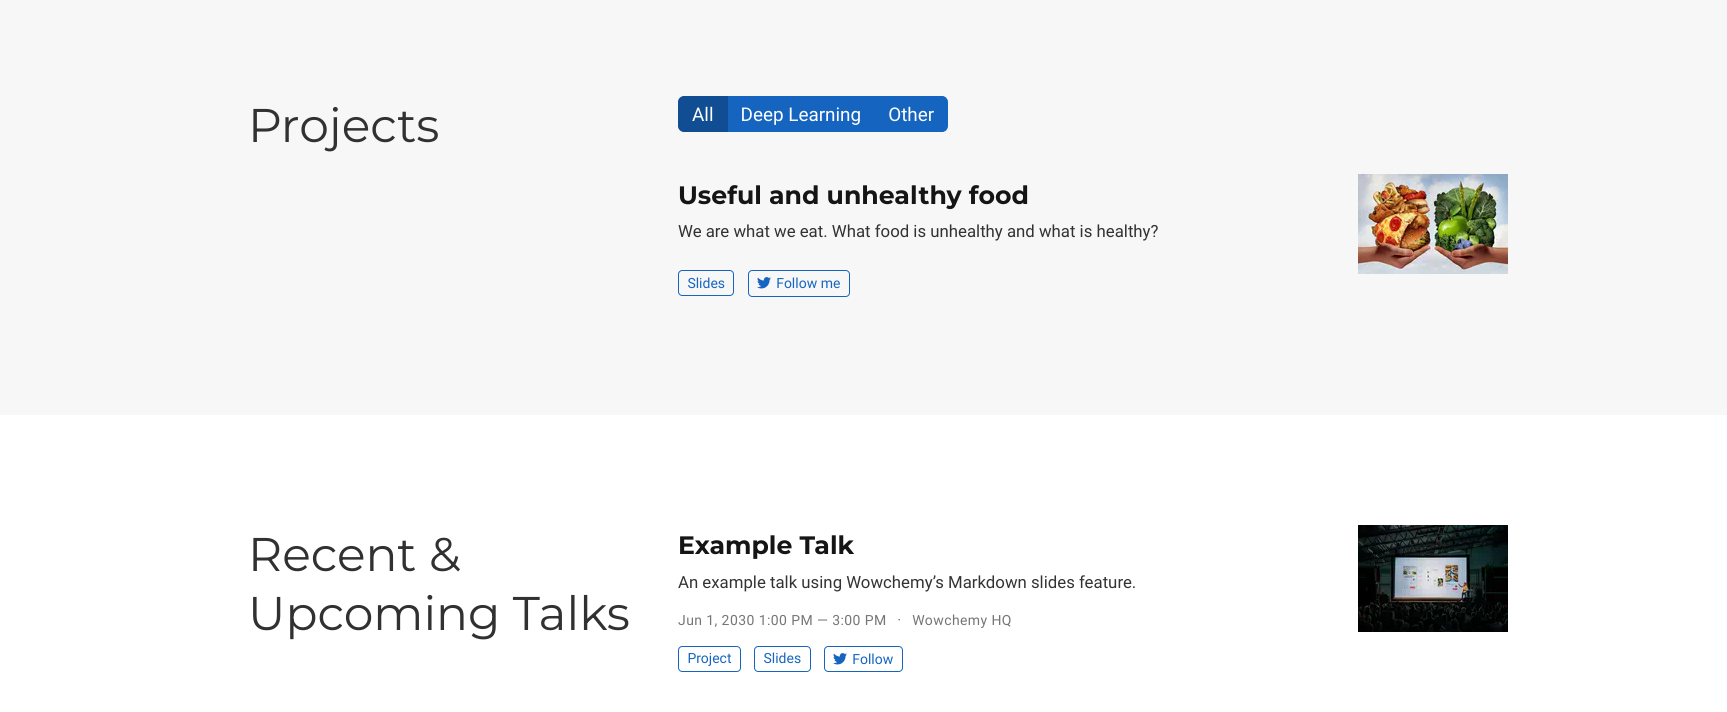 Projects
All
Deep Learning
Other
Useful and unhealthy food
We are what we eat. What food is unhealthy and what is healthy?
Slides
Follow me
Recent &
Upcoming Talks
Example Talk
An example talk using Wowchemy’s Markdown slides feature.
Jun 1, 2030 1:00 PM — 3:00 PM · Wowchemy HQ
Project
Slides
Follow